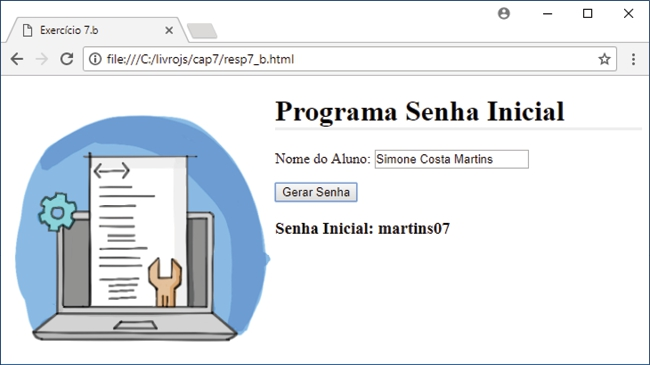 Exercício 7.b
file:///C:/livrojs/cap7/resp7_b.html
Programa Senha Inicial
Nome do Aluno: Simone Costa Martins
Gerar Senha
Senha Inicial: martins07